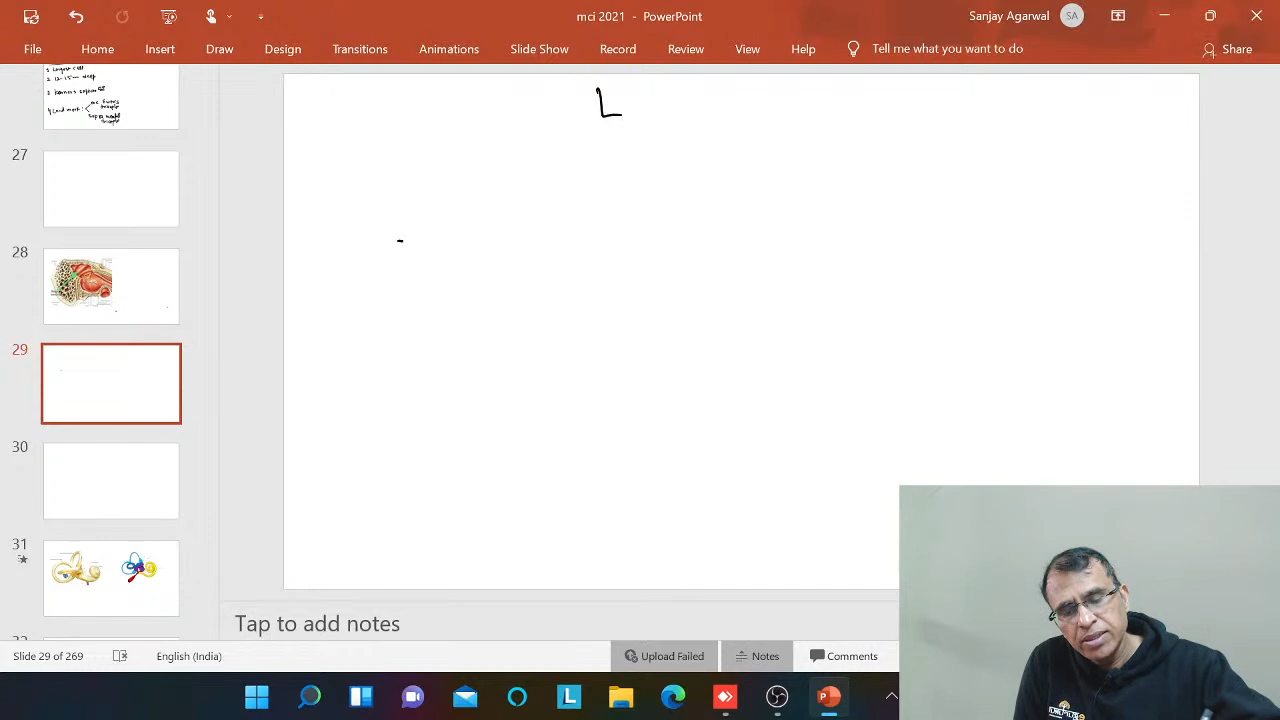 mci 2021 - PowerPoint
Sanjay Agarwal
SA
File Home Insert Draw Design Transitions Animations Slide Show Record Review View Help Tell me what you want to do Share
L
27
28
29
30
31
Tap to add notes
Slide 29 of 269
English (India)
Upload Failed
Notes
Comments